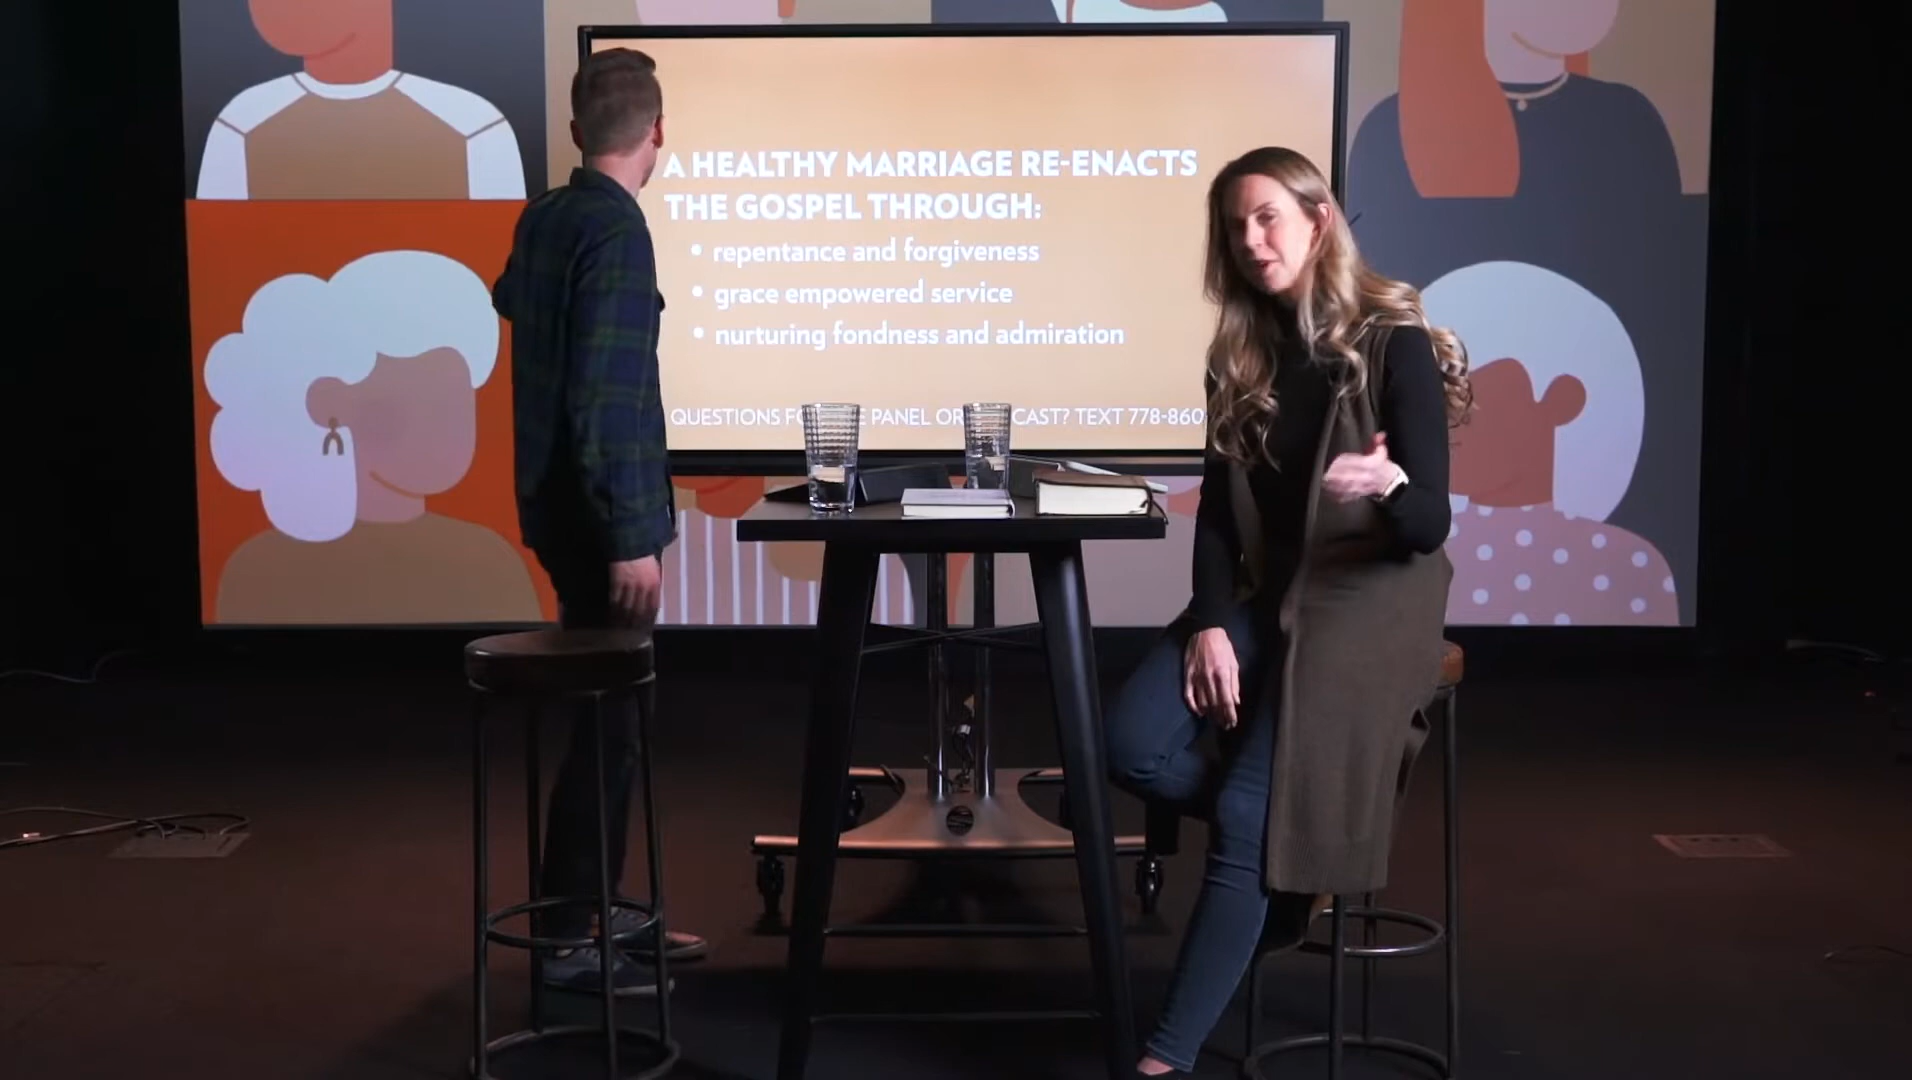 A HEALTHY MARRIAGE RE-ENACTS
THE GOSPEL THROUGH:
• repentance and forgiveness
• grace empowered service
• nurturing fondness and admiration
QUESTIONS PANEL OR CAST? TEXT 778-860